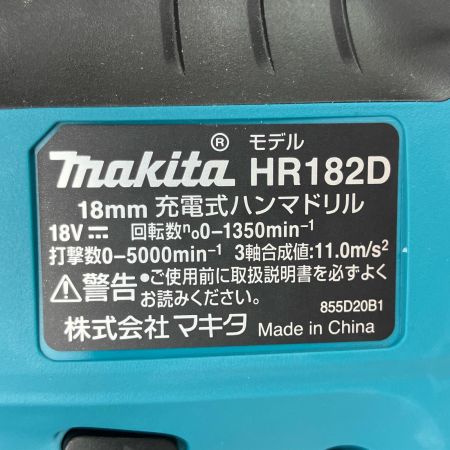 ® モデル
makita HR182D
18mm 充電式ハンマドリル
18V⎓ 回転数n₀0-1350min⁻¹
打撃数0-5000min⁻¹ 3軸合成値:11.0m/s²
⚠警告 •ご使用前に取扱説明書を必ずよく
お読みください。
855D20B1
株式会社 マキタ Made in China